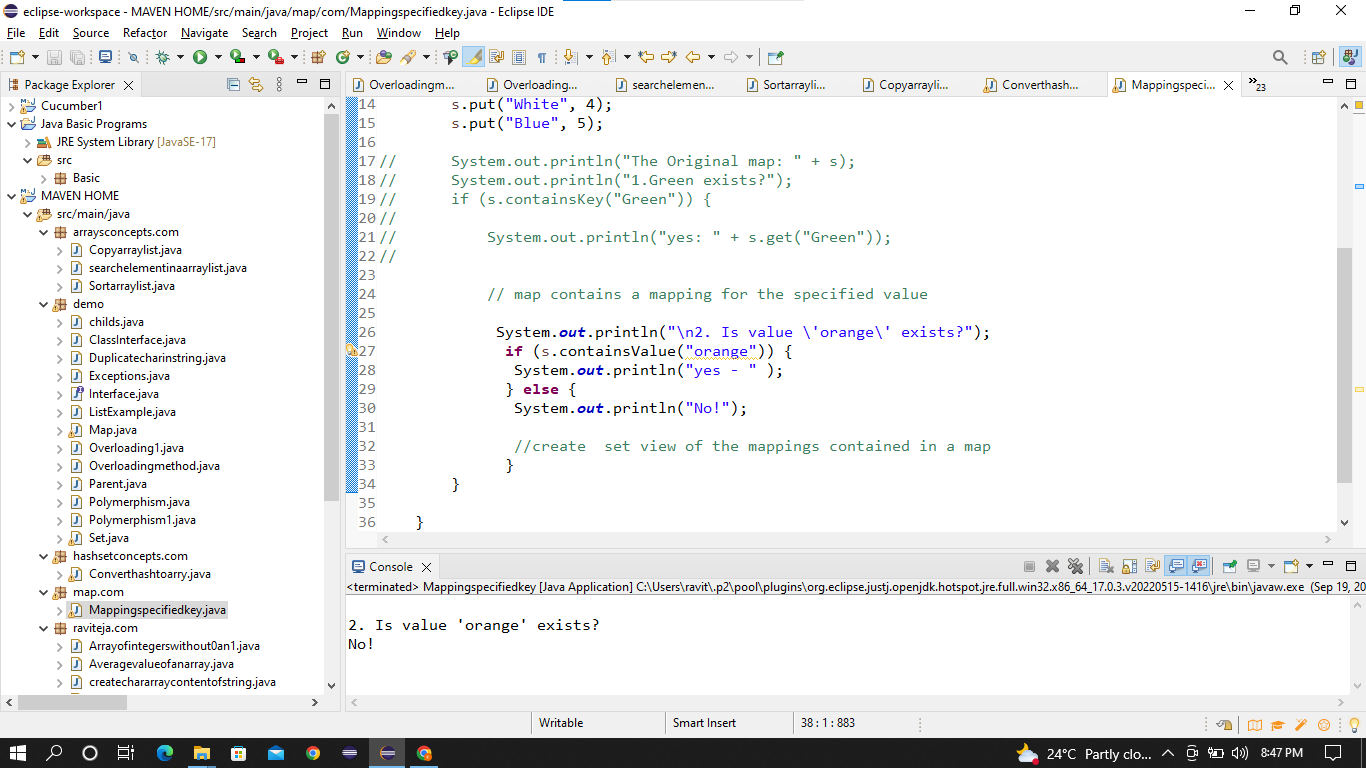 eclipse-workspace - MAVEN HOME/src/main/java/map/com/Mappingspecifiedkey.java - Eclipse IDE
File Edit Source Refactor Navigate Search Project Run Window Help
Package Explorer
Cucumber1
Java Basic Programs
JRE System Library [JavaSE-17]
src
Basic
MAVEN HOME
src/main/java
arraysconcepts.com
Copyarraylist.java
searchelementinaarraylist.java
Sortarraylist.java
demo
childs.java
ClassInterface.java
Duplicatecharinstring.java
Exceptions.java
Interface.java
ListExample.java
Map.java
Overloading1.java
Overloadingmethod.java
Parent.java
Polymerphism.java
Polymerphism1.java
Set.java
hashsetconcepts.com
Converthashtoarry.java
map.com
Mappingspecifiedkey.java
raviteja.com
Arrayofintegerswithout0an1.java
Averagevalueofanarray.java
createchararraycontentofstring.java
Overloadingm... Overloading... searchelemen... Sortarrayli... Copyarrayli... Converthash... Mappingspeci... »23
14 s.put("White", 4);
15 s.put("Blue", 5);
16
17 // System.out.println("The Original map: " + s);
18 // System.out.println("1.Green exists?");
19 // if (s.containsKey("Green")) {
20 //
21 // System.out.println("yes: " + s.get("Green"));
22 //
23
24 // map contains a mapping for the specified value
25
26 System.out.println("\n2. Is value \'orange\' exists?");
27 if (s.containsValue("orange")) {
28 System.out.println("yes - " );
29 } else {
30 System.out.println("No!");
31
32 //create  set view of the mappings contained in a map
33 }
34 }
35
36 }
Console
<terminated> Mappingspecifiedkey [Java Application] C:\Users\ravit\.p2\pool\plugins\org.eclipse.justj.openjdk.hotspot.jre.full.win32.x86_64_17.0.3.v20220515-1416\jre\bin\javaw.exe (Sep 19, 20
2. Is value 'orange' exists?
No!
Writable Smart Insert 38 : 1 : 883
24°C Partly clo... 8:47 PM